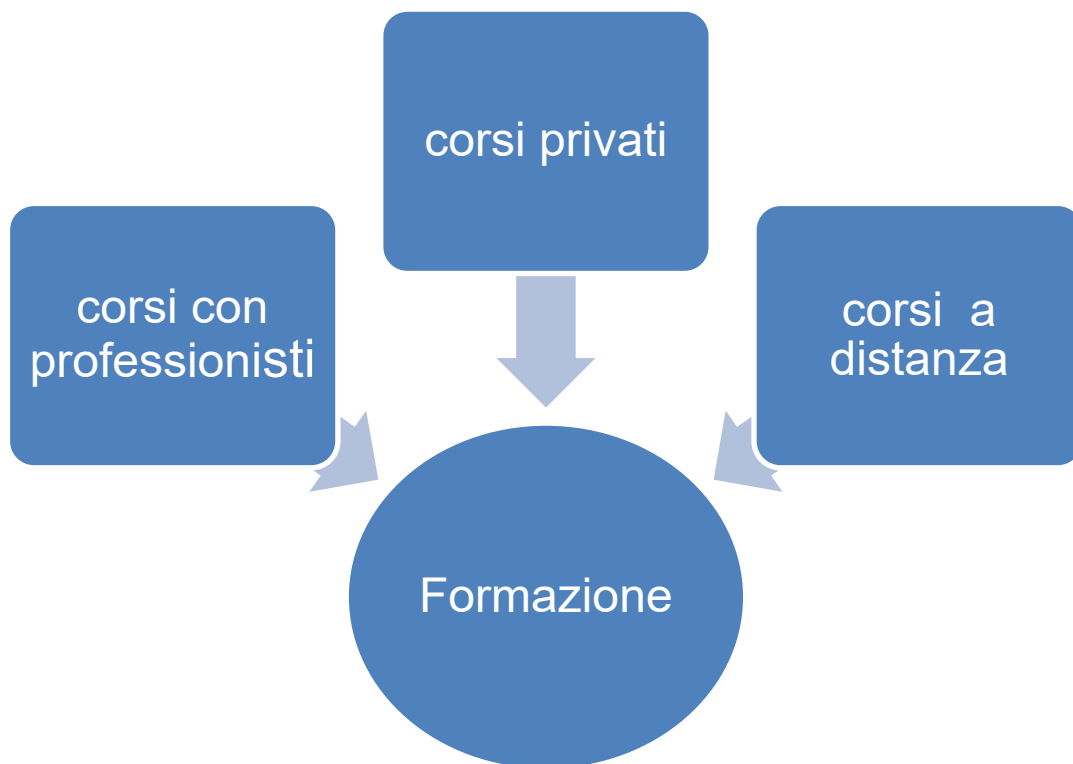 corsi privati
corsi con
professionisti
corsi  a
distanza
Formazione